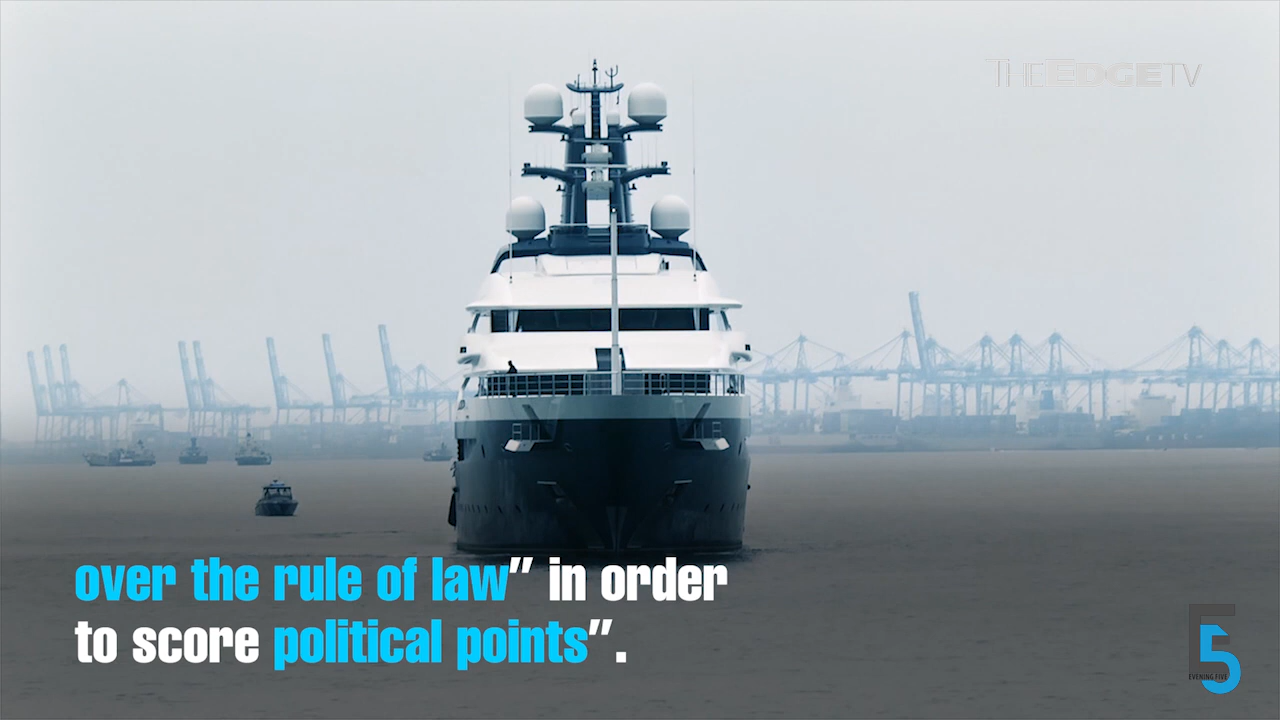 THEEDGETV
over the rule of law” in order
to score political points”.
5
EVENING FIVE